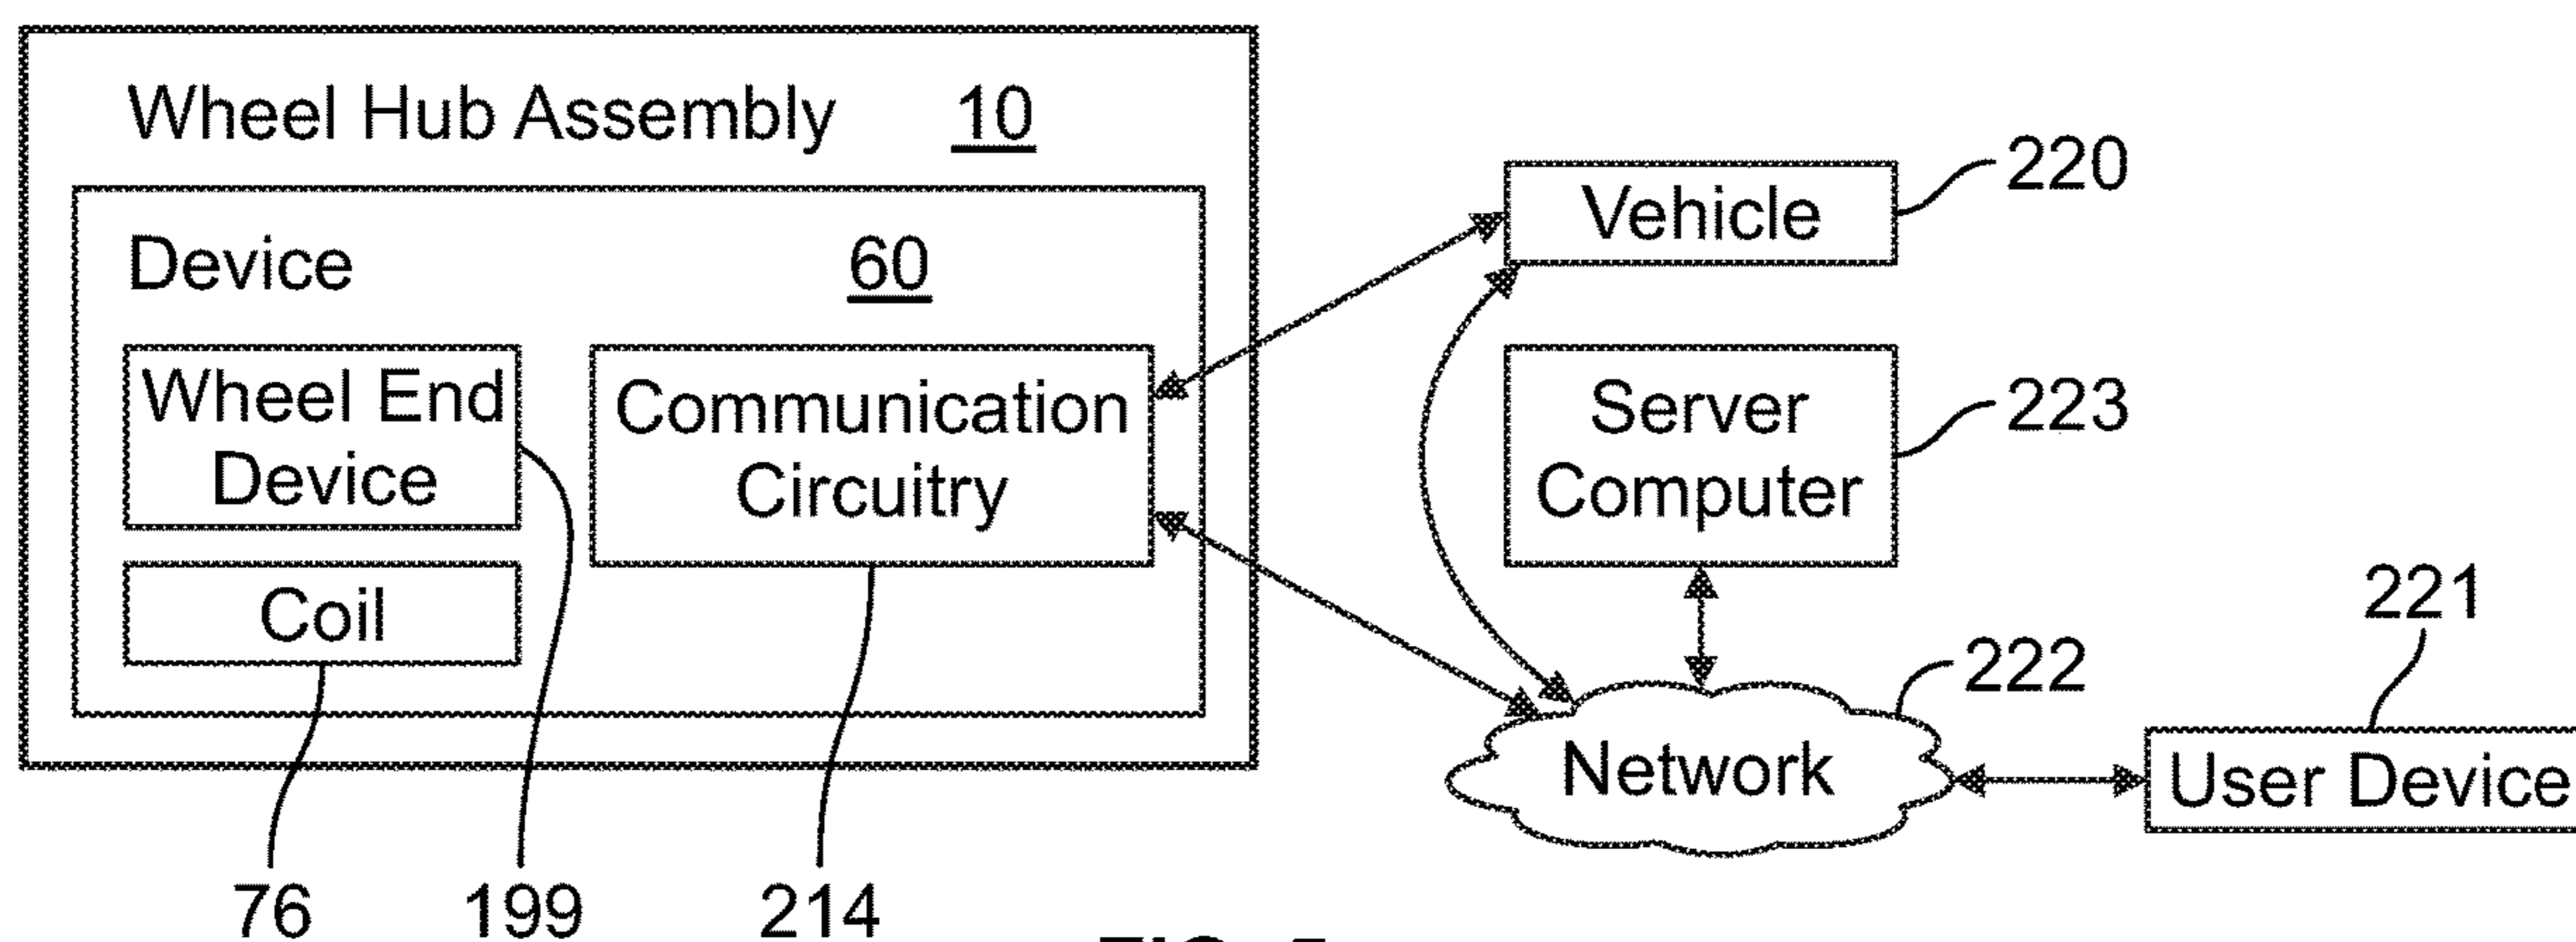 Wheel Hub Assembly 10
Device 60
Wheel End
Device
Communication
Circuitry
Coil
76
199
214
Vehicle
220
Server
Computer
223
222
Network
221
User Device